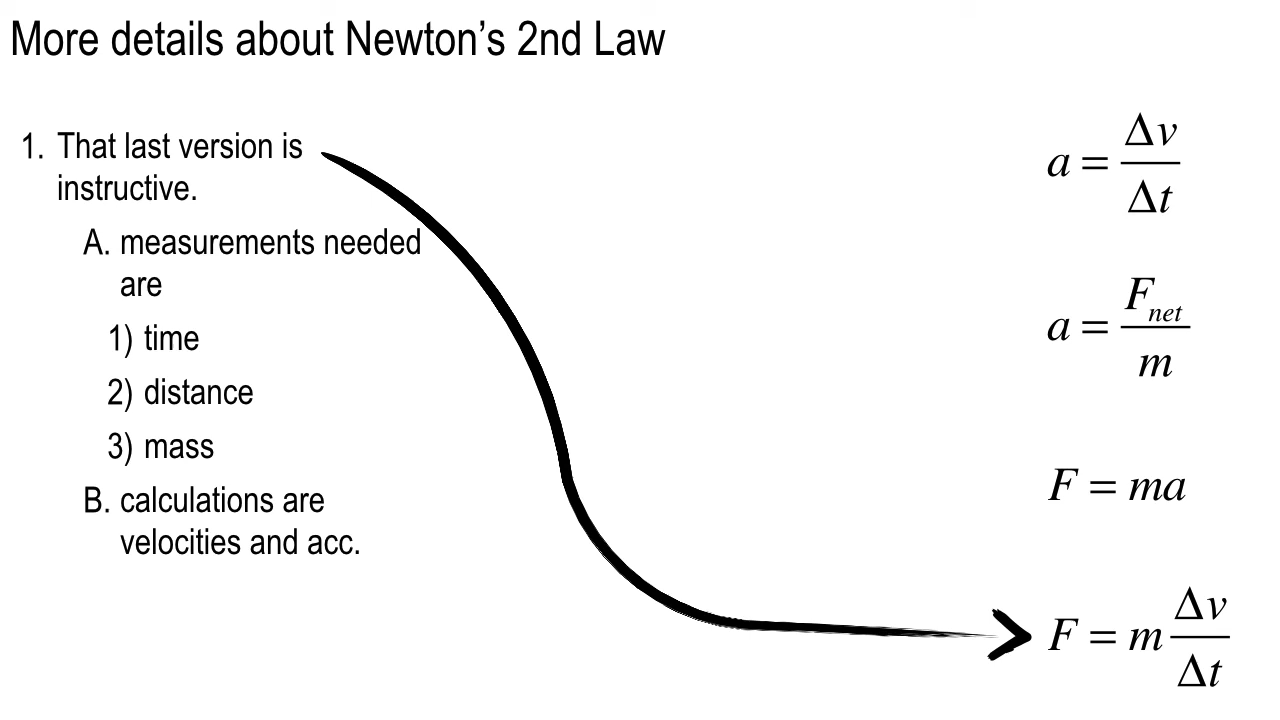 More details about Newton’s 2nd Law
1. That last version is
instructive.
A. measurements needed
are
1) time
2) distance
3) mass
B. calculations are
velocities and acc.
a = Δv/Δt
a = F_net/m
F = ma
F = m Δv/Δt